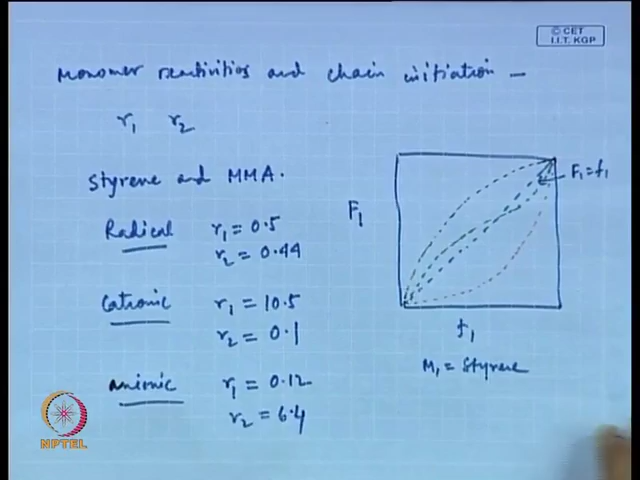 © CET
I.I.T. KGP
Monomer reactivities and chain initiation –
r₁ r₂
Styrene and MMA.
Radical r₁ = 0.5
r₂ = 0.44
Cationic r₁ = 10.5
r₂ = 0.1
Anionic r₁ = 0.12
r₂ = 6.4
F₁
F₁ = f₁
f₁
M₁ = Styrene
NPTEL